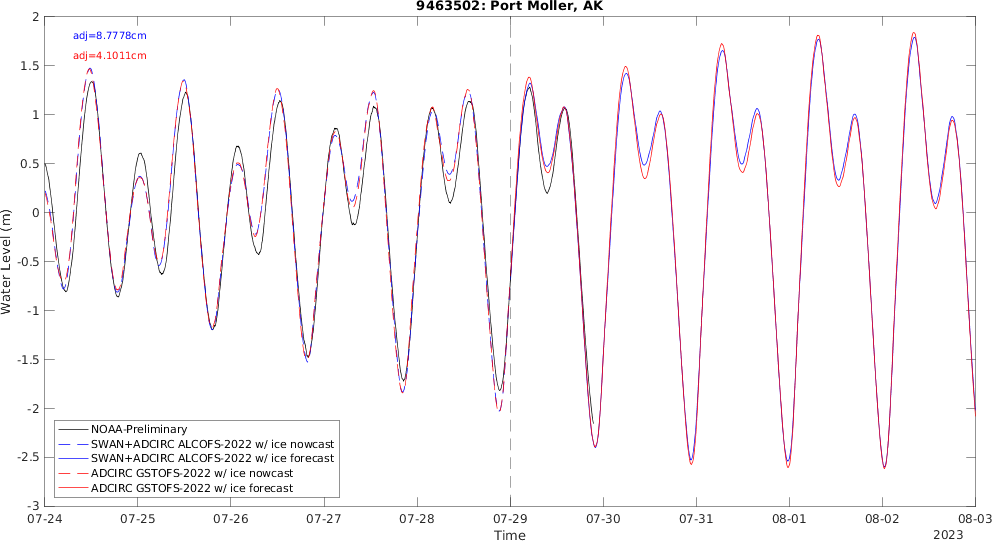 9463502: Port Moller, AK
adj=8.7778cm
adj=4.1011cm
Water Level (m)
2
1.5
1
0.5
0
-0.5
-1
-1.5
-2
-2.5
-3
NOAA-Preliminary
SWAN+ADCIRC ALCOFS-2022 w/ ice nowcast
SWAN+ADCIRC ALCOFS-2022 w/ ice forecast
ADCIRC GSTOFS-2022 w/ ice nowcast
ADCIRC GSTOFS-2022 w/ ice forecast
07-24 07-25 07-26 07-27 07-28 07-29 07-30 07-31 08-01 08-02 08-03
Time
2023